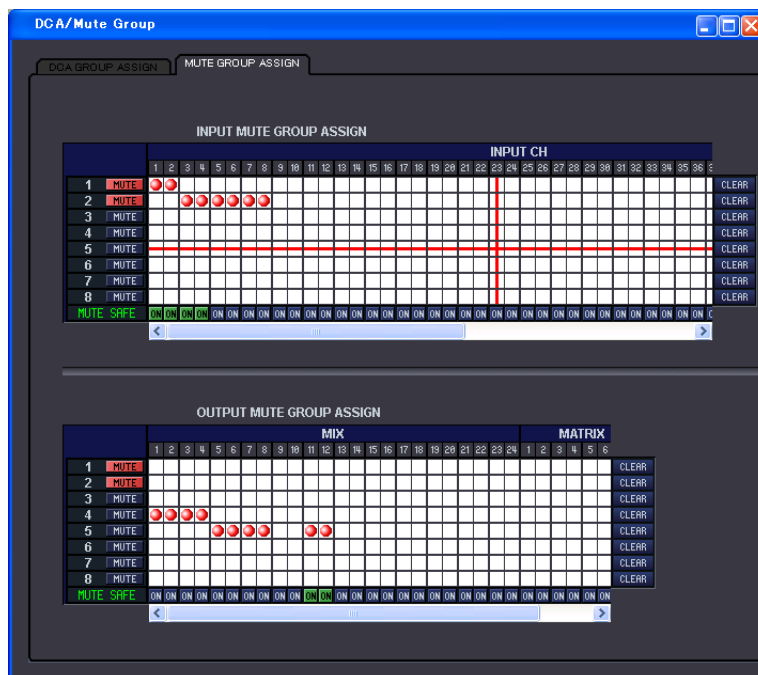 DCA/Mute Group
DCA GROUP ASSIGN MUTE GROUP ASSIGN
INPUT MUTE GROUP ASSIGN
INPUT CH
1 2 3 4 5 6 7 8 9 10 11 12 13 14 15 16 17 18 19 20 21 22 23 24 25 26 27 28 29 30 31 32 33 34 35 36
1 MUTE CLEAR
2 MUTE CLEAR
3 MUTE CLEAR
4 MUTE CLEAR
5 MUTE CLEAR
6 MUTE CLEAR
7 MUTE CLEAR
8 MUTE CLEAR
MUTE SAFE ON ON ON ON ON ON ON ON ON ON ON ON ON ON ON ON ON ON ON ON ON ON ON ON ON ON ON ON ON ON ON ON ON ON ON ON
OUTPUT MUTE GROUP ASSIGN
MIX MATRIX
1 2 3 4 5 6 7 8 9 10 11 12 13 14 15 16 17 18 19 20 21 22 23 24 1 2 3 4 5 6
1 MUTE CLEAR
2 MUTE CLEAR
3 MUTE CLEAR
4 MUTE CLEAR
5 MUTE CLEAR
6 MUTE CLEAR
7 MUTE CLEAR
8 MUTE CLEAR
MUTE SAFE ON ON ON ON ON ON ON ON ON ON ON ON ON ON ON ON ON ON ON ON ON ON ON ON ON ON ON ON ON ON